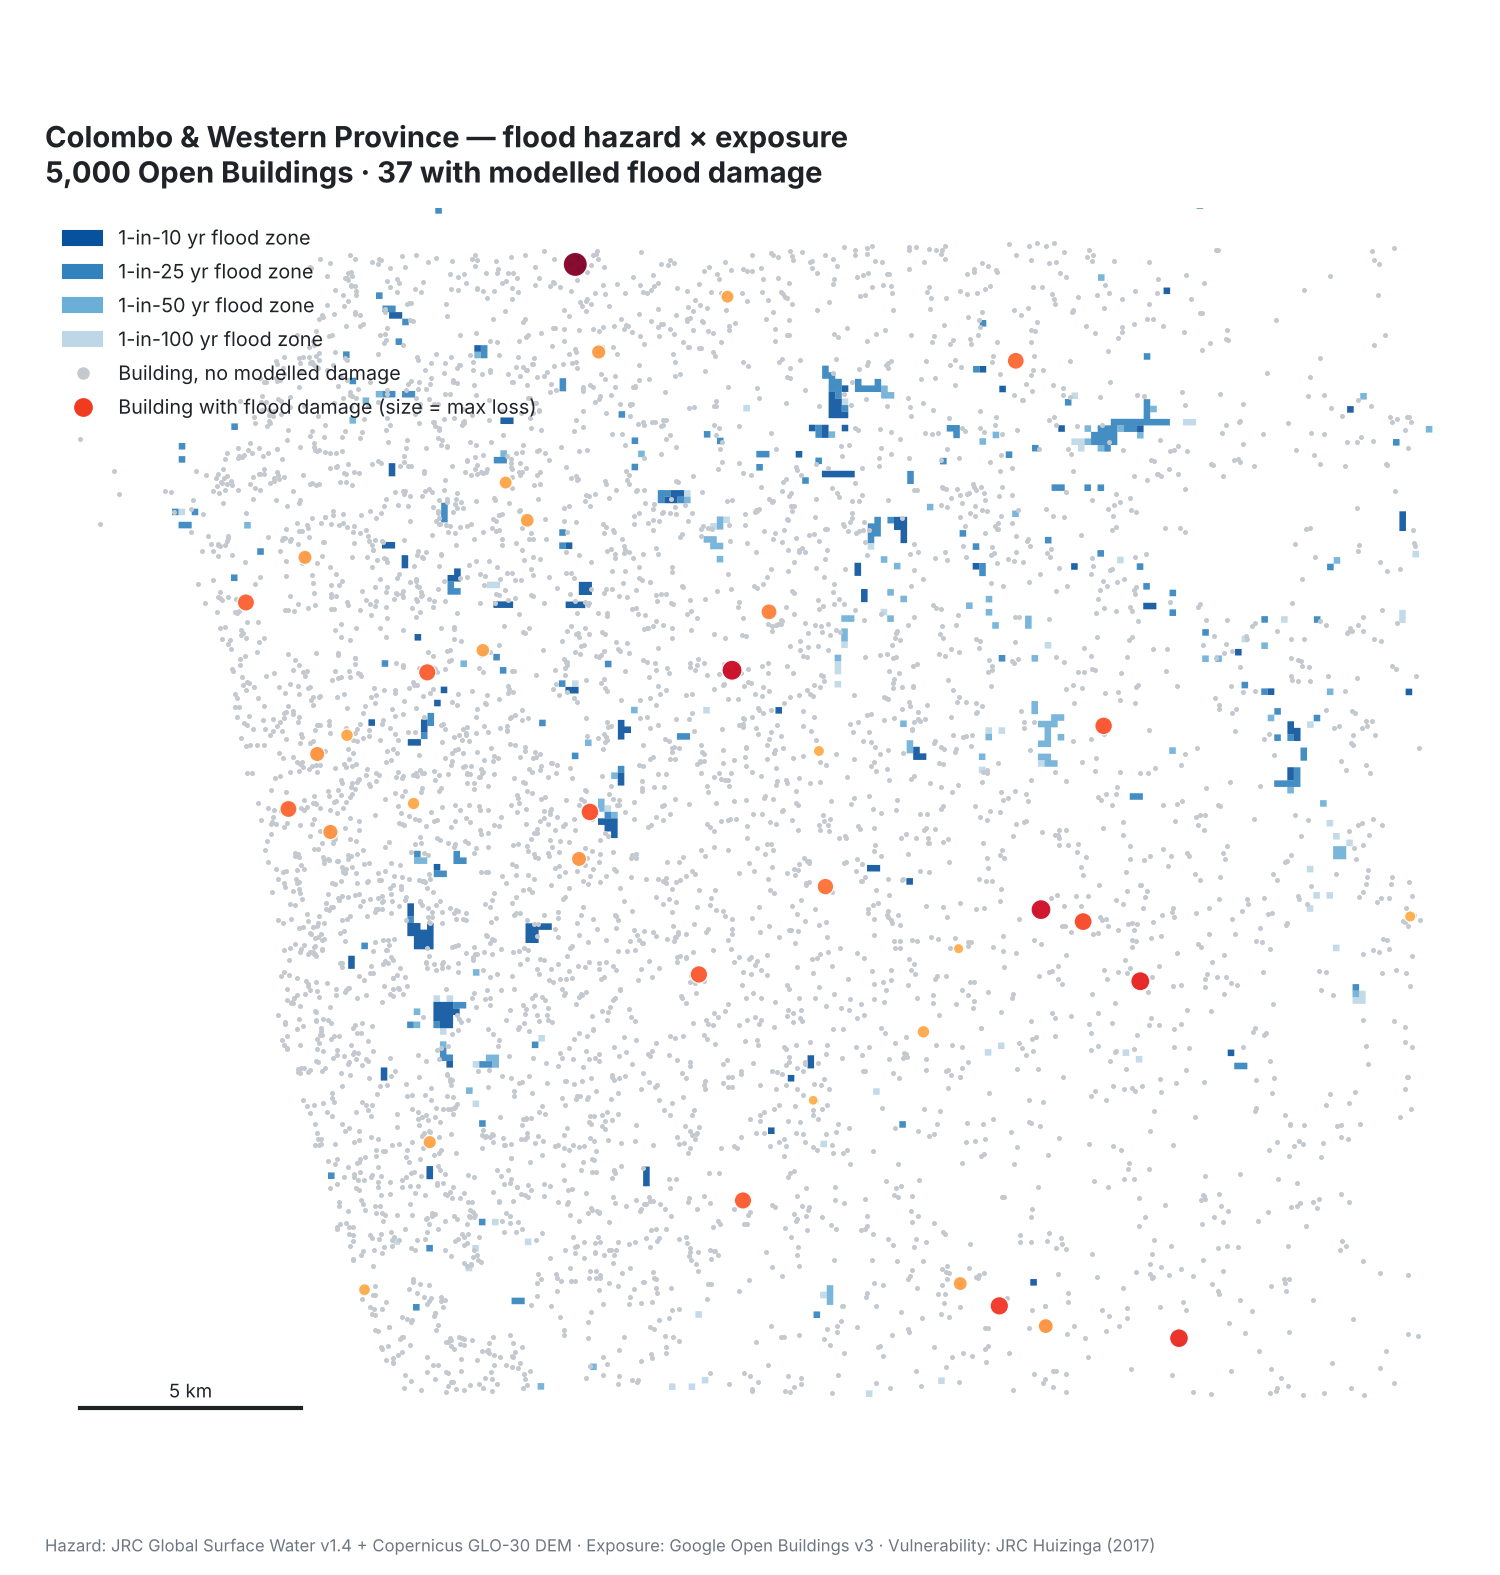 Colombo & Western Province — flood hazard × exposure
5,000 Open Buildings · 37 with modelled flood damage
1-in-10 yr flood zone
1-in-25 yr flood zone
1-in-50 yr flood zone
1-in-100 yr flood zone
Building, no modelled damage
Building with flood damage (size = max loss)
5 km
Hazard: JRC Global Surface Water v1.4 + Copernicus GLO-30 DEM · Exposure: Google Open Buildings v3 · Vulnerability: JRC Huizinga (2017)